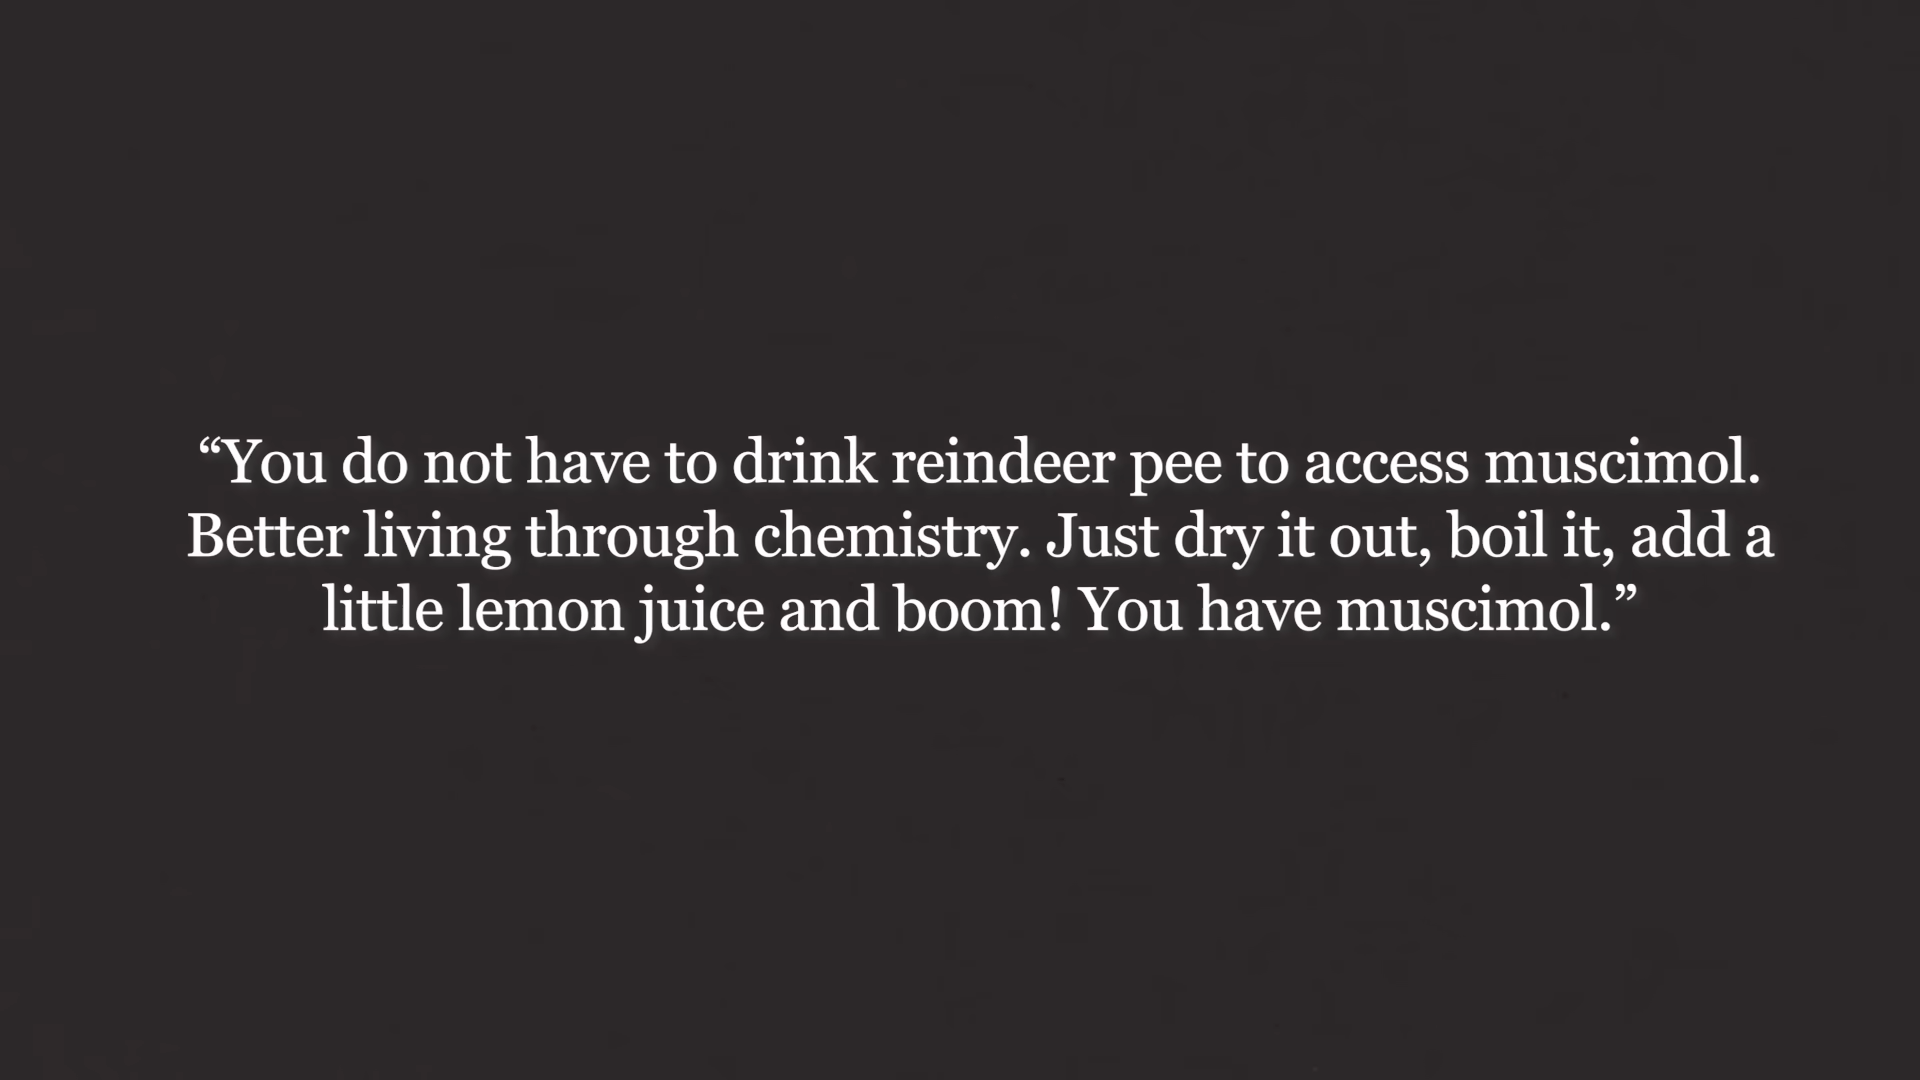 “You do not have to drink reindeer pee to access muscimol.
Better living through chemistry. Just dry it out, boil it, add a
little lemon juice and boom! You have muscimol.”